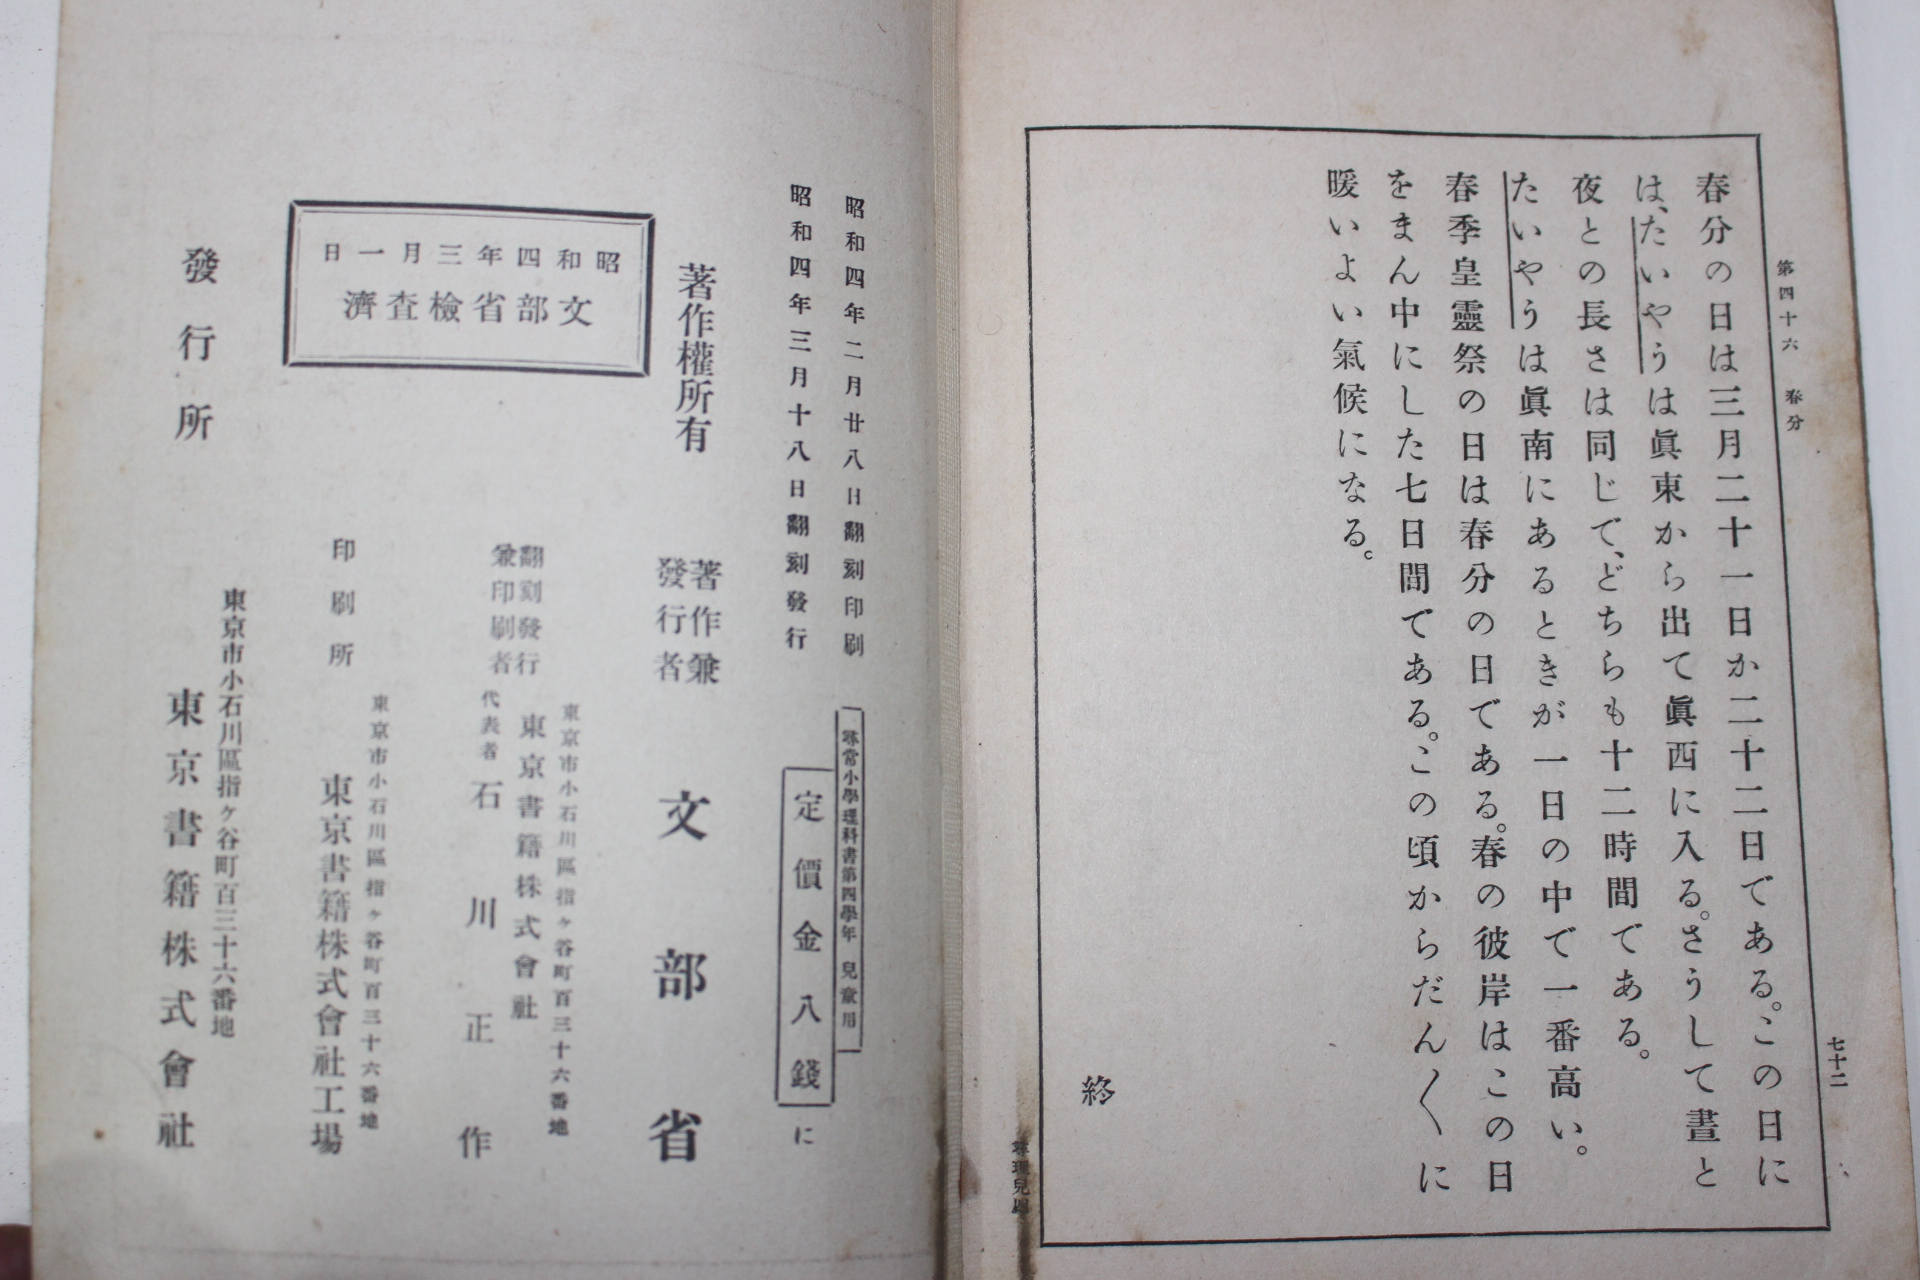 第四十六　春分
七十二
春分の日は三月二十一日か二十二日である。この日に
は、たいやうは眞東から出て眞西に入る。さうして晝と
夜との長さは同じで、どちらも十二時間である。
たいやうは眞南にあるときが一日の中で一番高い。
春季皇靈祭の日は春分の日である。春の彼岸はこの日
をまん中にした七日間である。この頃からだん〳〵に
暖いよい氣候になる。
終
昭和四年二月廿八日翻刻印刷
昭和四年三月十八日翻刻發行
尋常小學理科書第四學年　兒童用
定價金八錢
に
著作權所有
著作兼
發行者
文部省
昭和四年三月一日
文部省檢査濟
翻刻發行
兼印刷者
東京市小石川區指ヶ谷町百三十六番地
東京書籍株式會社
代表者　石川正作
印刷所
東京市小石川區指ヶ谷町百三十六番地
東京書籍株式會社工場
發行所
東京市小石川區指ヶ谷町百三十六番地
東京書籍株式會社